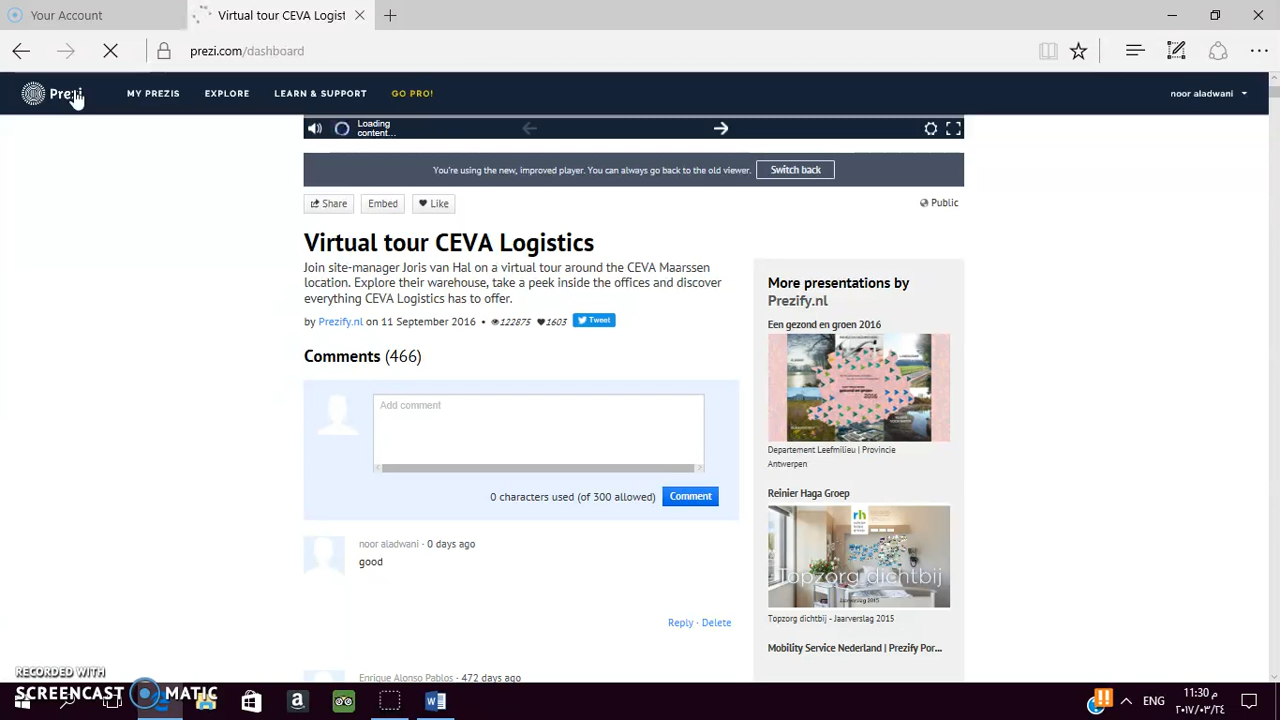 Your Account
Virtual tour CEVA Logist
prezi.com/dashboard
Prezi
MY PREZIS
EXPLORE
LEARN & SUPPORT
GO PRO!
noor aladwani
Loading
content...
You're using the new, improved player. You can always go back to the old viewer.
Switch back
Share
Embed
Like
Public
Virtual tour CEVA Logistics
Join site-manager Joris van Hal on a virtual tour around the CEVA Maarssen
location. Explore their warehouse, take a peek inside the offices and discover
everything CEVA Logistics has to offer.
by Prezify.nl on 11 September 2016 • 122875 1603 Tweet
Comments (466)
Add comment
0 characters used (of 300 allowed)
Comment
noor aladwani · 0 days ago
good
Reply · Delete
Enrique Alonso Pablos · 472 days ago
More presentations by
Prezify.nl
Een gezond en groen 2016
2016
Departement Leefmilieu | Provincie
Antwerpen
Reinier Haga Groep
rh
Topzorg dichtbij
Jaarverslag 2015
Topzorg dichtbij - Jaarverslag 2015
Mobility Service Nederland | Prezify Por...
RECORDED WITH
SCREENCAST MATIC
ENG
11:30 م
٢٠١٧/٠٣/٢٤